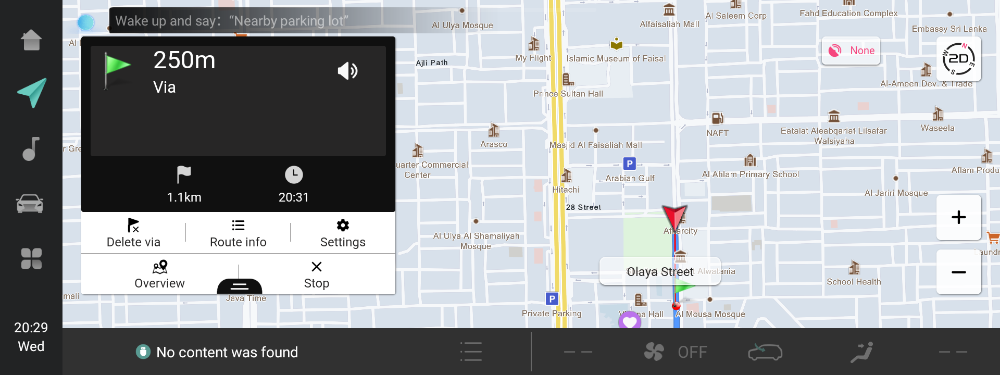 Wake up and say： “Nearby parking lot”
250m
Via
1.1km
20:31
Delete via
Route info
Settings
Overview
Stop
20:29
Wed
No content was found
OFF
None
2D
N
E
S
W
Al Ulya Mosque
Alfaisaliah Mall
Al Saleem Corp
Fahd Education Complex
Embassy Sri Lanka
My Flight
Islamic Museum of Faisal
Ajli Path
Prince Sultan Hall
Al-Ameen Dev. & Trade
NAFT
Eatalat Aleabqariat Lilsafar
Walsiyaha
Waseela
Arasco
Masjid Al Faisaliah Mall
uarter Commercial
Center
P
Arabian Gulf
Al Ahlam Primary School
Aflam Produ
Hitachi
Al Jariri Mosque
28 Street
Al Ulya Al Shamaliyah
Mosque
Olaya Street
Alwatania
School Health
Java Time
mali
r Gre
Al
P
Private Parking
Al Mousa Mosque